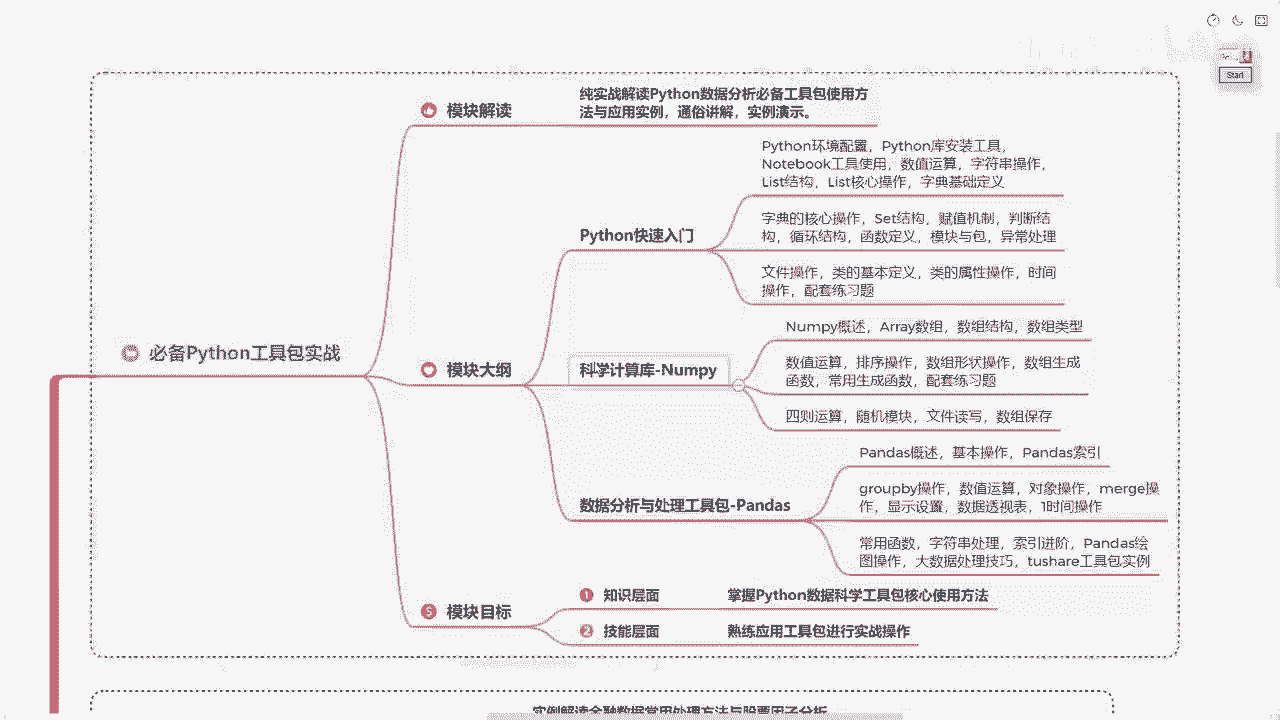 Start
模块解读
纯实战解读Python数据分析必备工具包使用方
法与应用实例，通俗讲解，实例演示。
必备Python工具包实战
模块大纲
Python快速入门
Python环境配置，Python库安装工具，
Notebook工具使用，数值运算，字符串操作，
List结构，List核心操作，字典基础定义
字典的核心操作，Set结构，赋值机制，判断结
构，循环结构，函数定义，模块与包，异常处理
文件操作，类的基本定义，类的属性操作，时间
操作，配套练习题
科学计算库-Numpy
Numpy概述，Array数组，数组结构，数组类型
数值运算，排序操作，数组形状操作，数组生成
函数，常用生成函数，配套练习题
四则运算，随机模块，文件读写，数组保存
数据分析与处理工具包-Pandas
Pandas概述，基本操作，Pandas索引
groupby操作，数值运算，对象操作，merge操
作，显示设置，数据透视表，1时间操作
常用函数，字符串处理，索引进阶，Pandas绘
图操作，大数据处理技巧，tushare工具包实例
模块目标
1 知识层面
掌握Python数据科学工具包核心使用方法
2 技能层面
熟练应用工具包进行实战操作
实例解读金融数据常用处理方法与股票因子分析